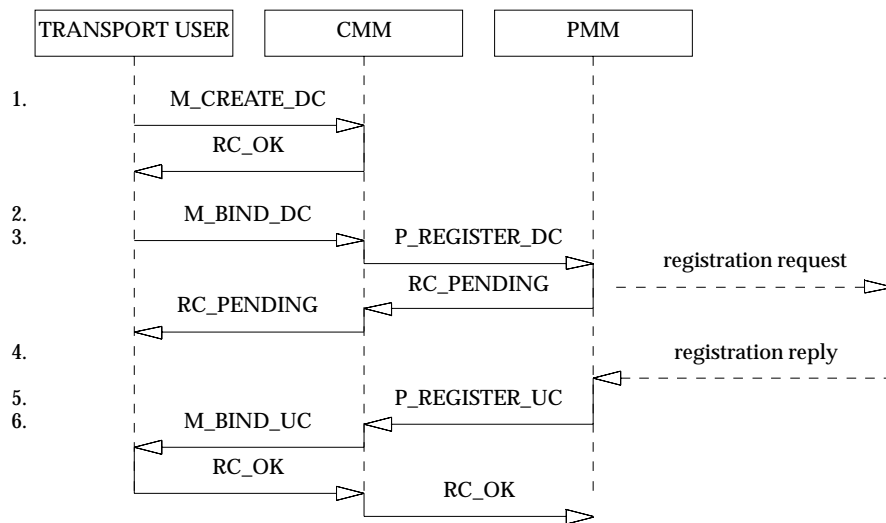 TRANSPORT USER CMM PMM
1. M_CREATE_DC
RC_OK
2. M_BIND_DC
3. P_REGISTER_DC
registration request
RC_PENDING
RC_PENDING
4. registration reply
5. P_REGISTER_UC
6. M_BIND_UC
RC_OK
RC_OK